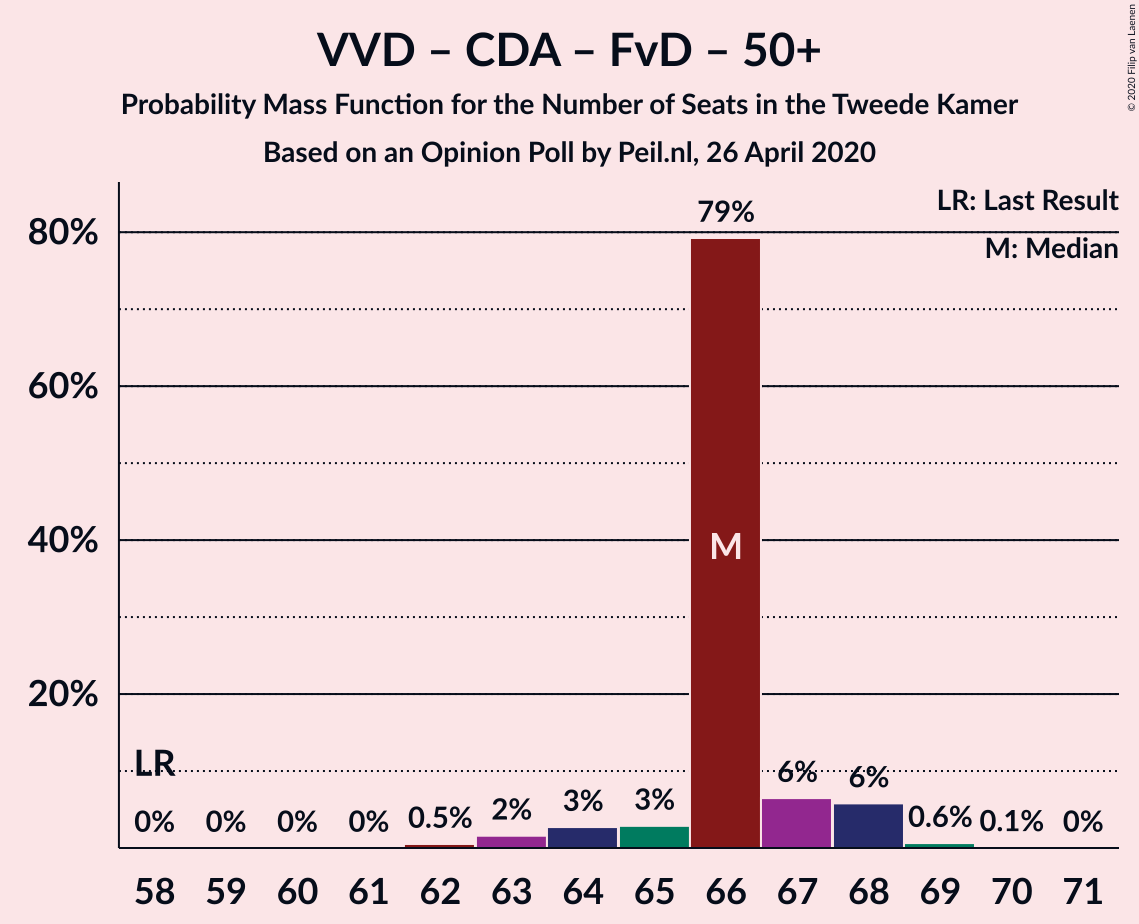 VVD – CDA – FvD – 50+
Probability Mass Function for the Number of Seats in the Tweede Kamer
Based on an Opinion Poll by Peil.nl, 26 April 2020
© 2020 Filip van Laenen
LR: Last Result
M: Median
80%
60%
40%
20%
79%
M
LR
0% 0% 0% 0% 0.5% 2% 3% 3% 6% 6% 0.6% 0.1% 0%
58 59 60 61 62 63 64 65 66 67 68 69 70 71